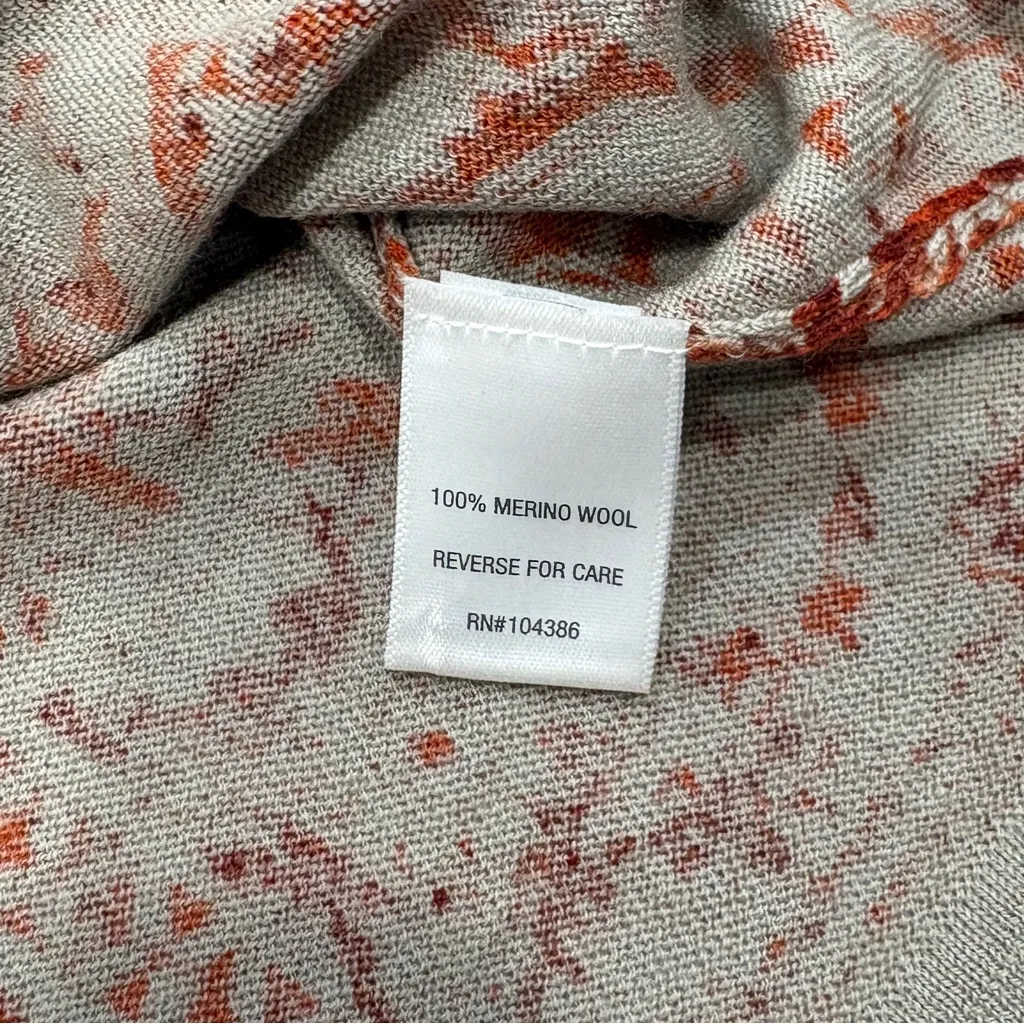 100% MERINO WOOL
REVERSE FOR CARE
RN#104386